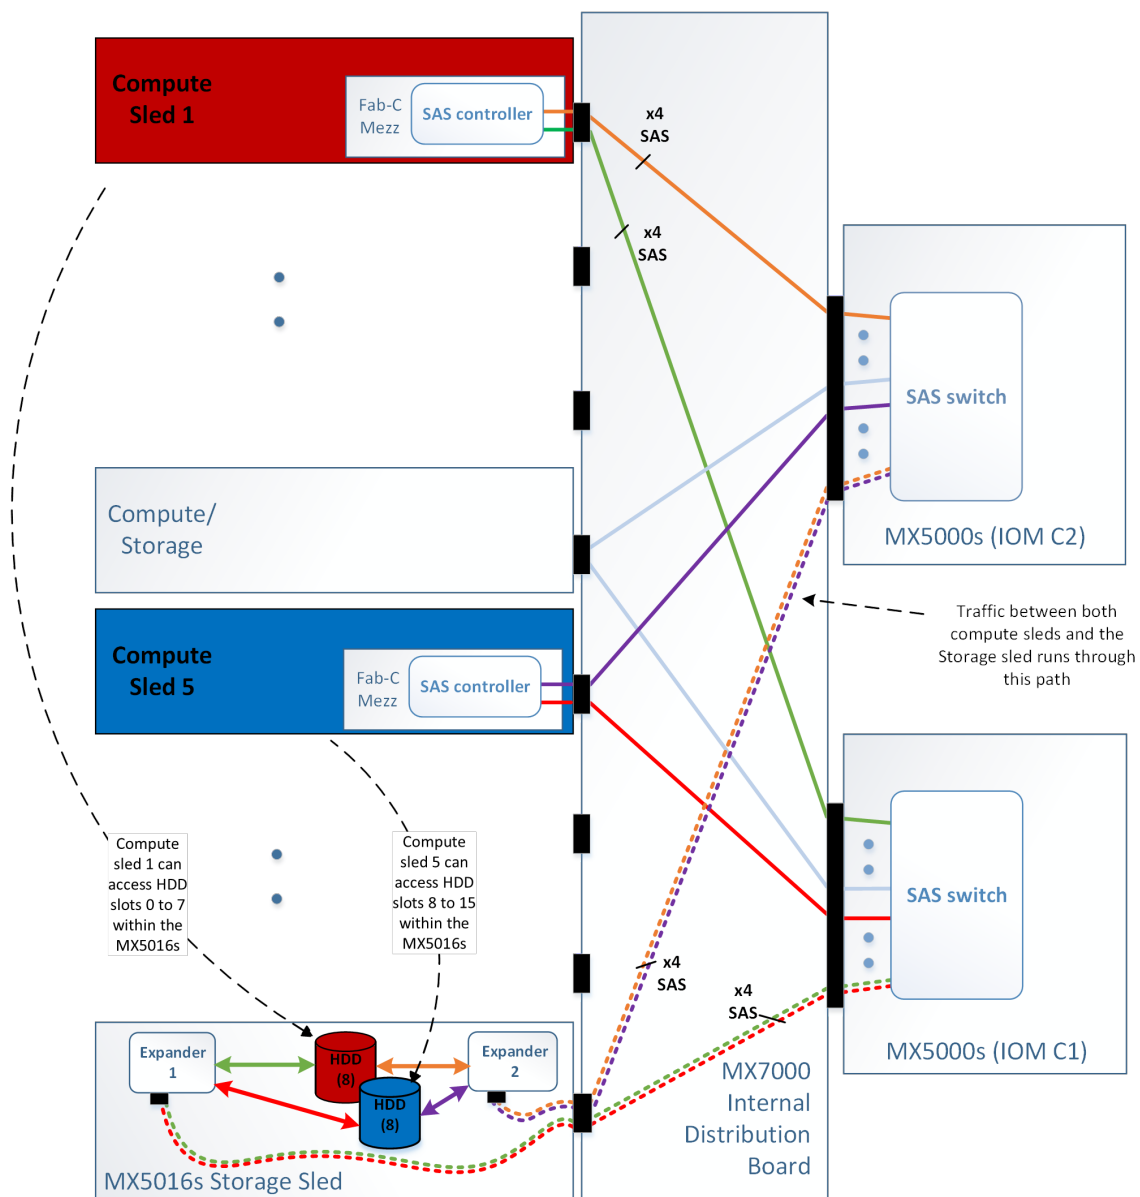 Compute
Sled 1
Fab-C
Mezz
SAS controller
x4
SAS
x4
SAS
SAS switch
MX5000s (IOM C2)
Compute/
Storage
Traffic between both
compute sleds and the
Storage sled runs through
this path
Compute
Sled 5
Fab-C
Mezz
SAS controller
Compute
sled 1 can
access HDD
slots 0 to 7
within the
MX5016s
Compute
sled 5 can
access HDD
slots 8 to 15
within the
MX5016s
SAS switch
x4
SAS
x4
SAS
MX5000s (IOM C1)
Expander
1
HDD
(8)
HDD
(8)
Expander
2
MX7000
Internal
Distribution
Board
MX5016s Storage Sled